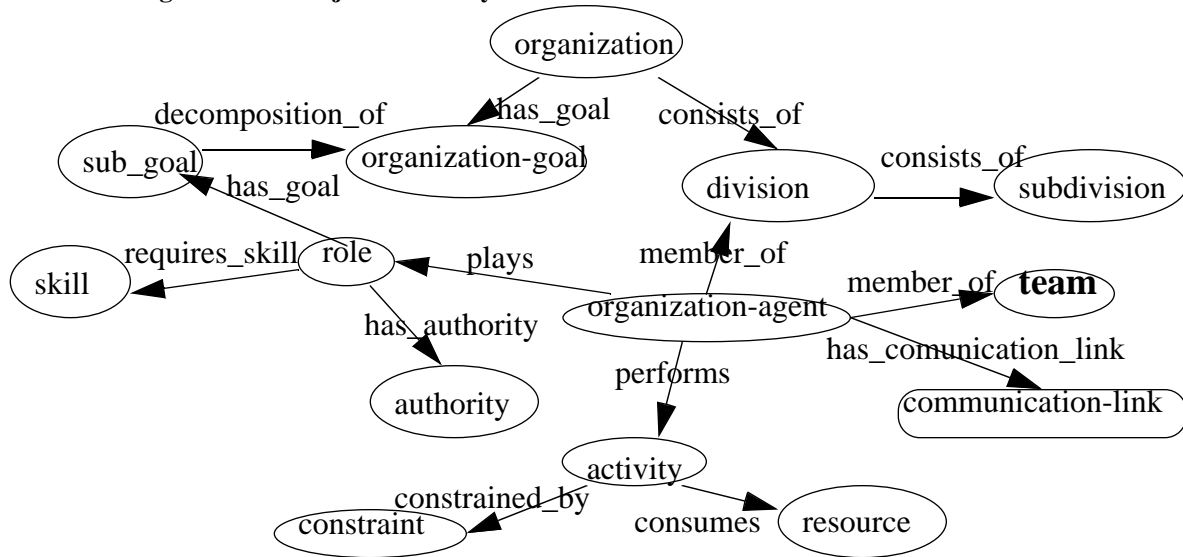 organization
decomposition_of
has_goal
consists_of
sub_goal
organization-goal
consists_of
has_goal
division
subdivision
requires_skill
role
plays
member_of
skill
member_of
team
organization-agent
has_authority
has_comunication_link
performs
authority
communication-link
activity
constrained_by
constraint
consumes
resource